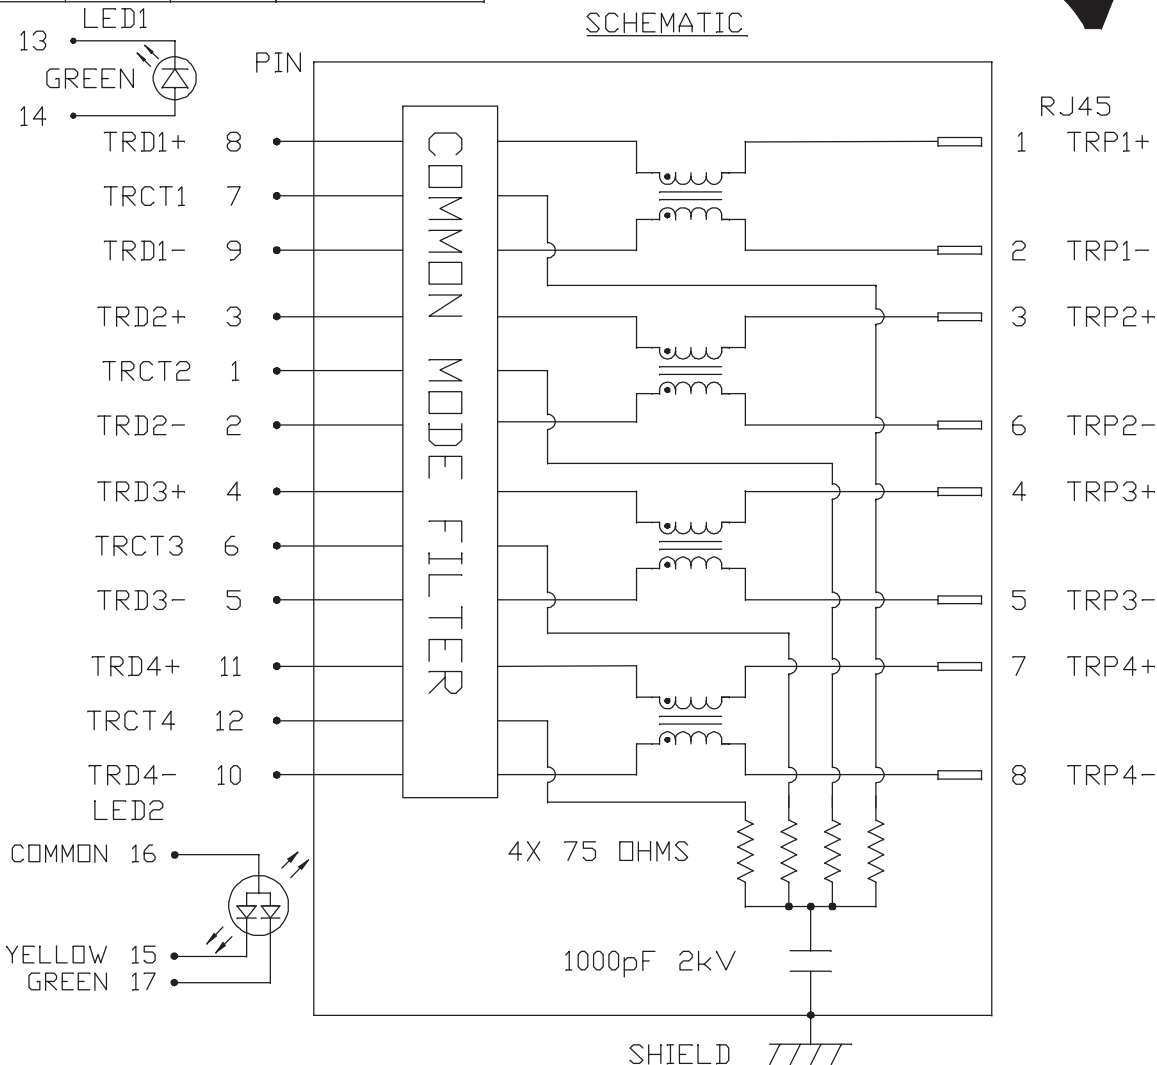 SCHEMATIC
LED1
13
GREEN
14
PIN
RJ45
TRD1+ 8
1 TRP1+
TRCT1 7
TRD1- 9
2 TRP1-
TRD2+ 3
3 TRP2+
TRCT2 1
TRD2- 2
6 TRP2-
TRD3+ 4
4 TRP3+
TRCT3 6
TRD3- 5
5 TRP3-
TRD4+ 11
7 TRP4+
TRCT4 12
TRD4- 10
8 TRP4-
COMMON MODE FILTER
LED2
COMMON 16
YELLOW 15
GREEN 17
4X 75 OHMS
1000pF 2kV
SHIELD